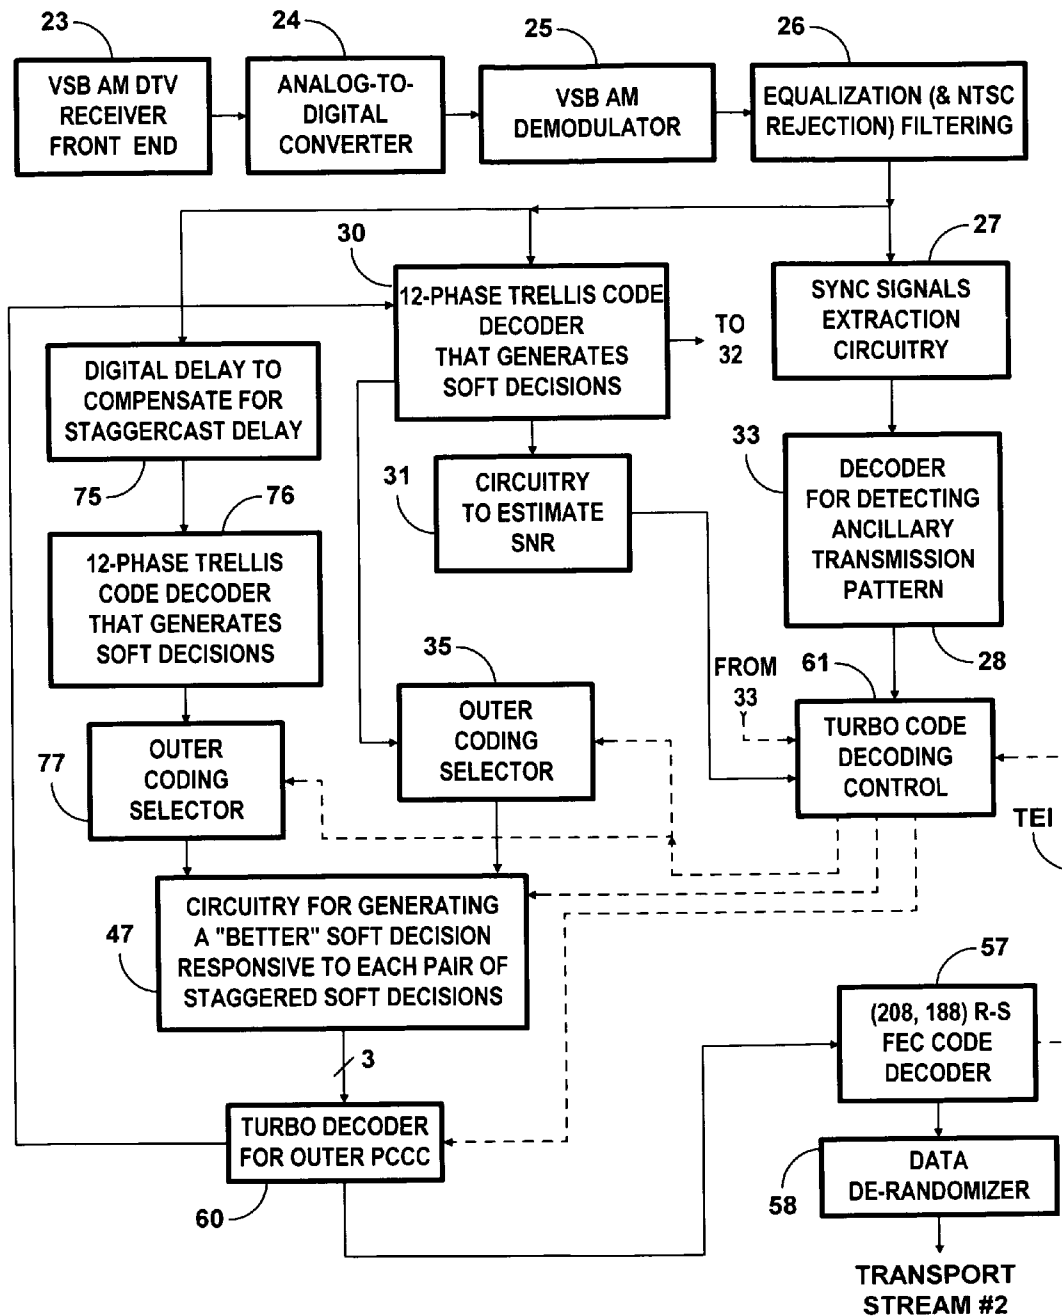 23
24
25
26
VSB AM DTV
RECEIVER
FRONT END
ANALOG-TO-
DIGITAL
CONVERTER
VSB AM
DEMODULATOR
EQUALIZATION (& NTSC
REJECTION) FILTERING
30
27
12-PHASE TRELLIS CODE
DECODER
THAT GENERATES
SOFT DECISIONS
TO
32
SYNC SIGNALS
EXTRACTION
CIRCUITRY
DIGITAL DELAY TO
COMPENSATE FOR
STAGGERCAST DELAY
75
76
31
CIRCUITRY
TO ESTIMATE
SNR
33
DECODER
FOR DETECTING
ANCILLARY
TRANSMISSION
PATTERN
28
12-PHASE TRELLIS
CODE DECODER
THAT GENERATES
SOFT DECISIONS
35
FROM
33
61
OUTER
CODING
SELECTOR
77
OUTER
CODING
SELECTOR
TURBO CODE
DECODING
CONTROL
TEI
47
CIRCUITRY FOR GENERATING
A "BETTER" SOFT DECISION
RESPONSIVE TO EACH PAIR OF
STAGGERED SOFT DECISIONS
57
(208, 188) R-S
FEC CODE
DECODER
3
TURBO DECODER
FOR OUTER PCCC
60
58
DATA
DE-RANDOMIZER
TRANSPORT
STREAM #2